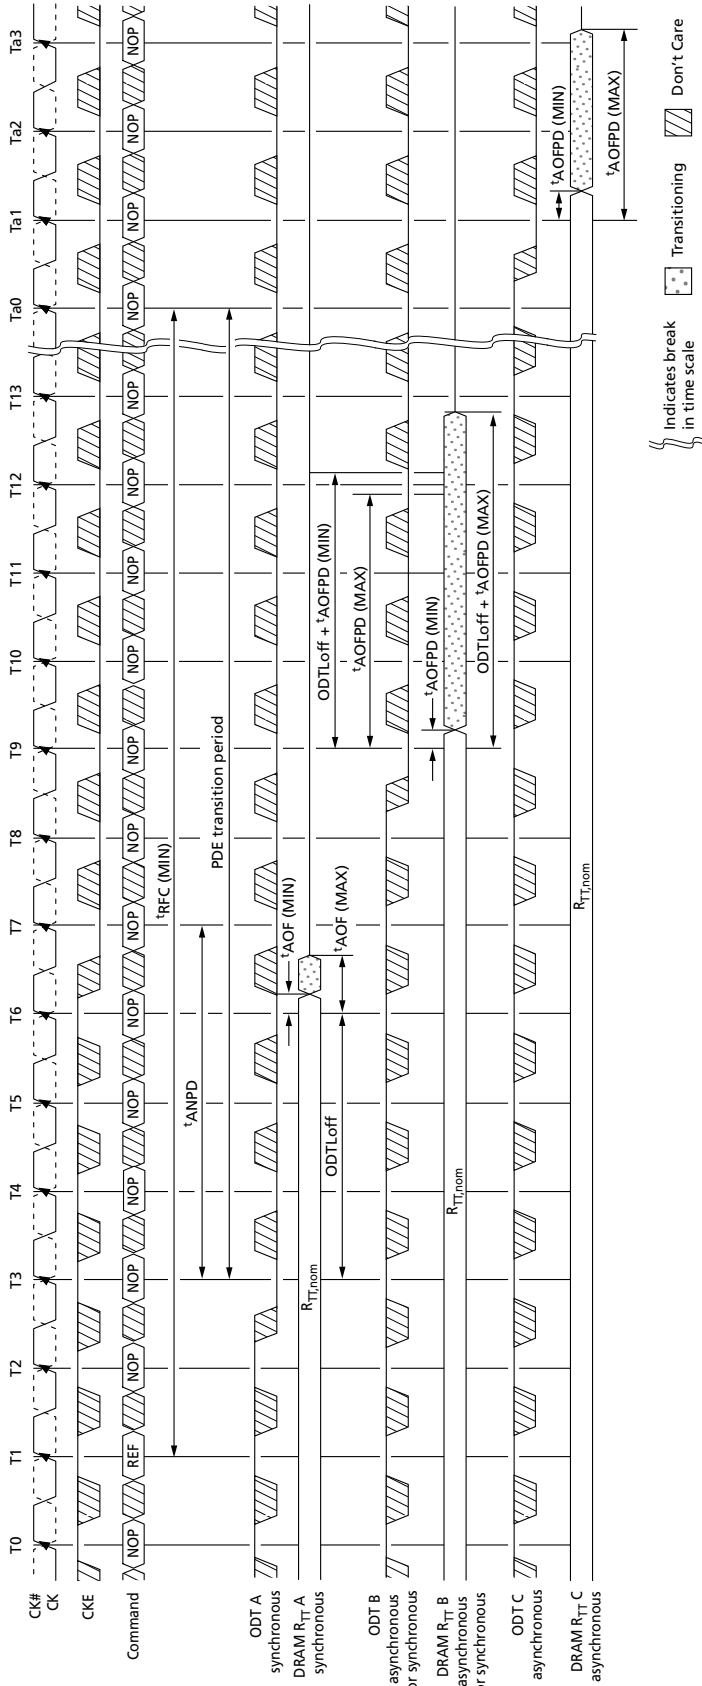 T0 T1 T2 T3 T4 T5 T6 T7 T8 T9 T10 T11 T12 T13 Ta0 Ta1 Ta2 Ta3
CK#
CK
CKE
Command
NOP REF NOP NOP NOP NOP NOP NOP NOP NOP NOP NOP NOP NOP NOP NOP NOP NOP
tRFC (MIN)
tANPD
PDE transition period
ODT A
synchronous
tAOF (MIN)
DRAM RTT A
synchronous
RTT,nom
ODTLoff
tAOF (MAX)
ODTLoff + tAOFPD (MIN)
tAOFPD (MAX)
ODT B
asynchronous
or synchronous
tAOFPD (MIN)
DRAM RTT B
asynchronous
or synchronous
RTT,nom
ODTLoff + tAOFPD (MAX)
ODT C
asynchronous
tAOFPD (MIN)
DRAM RTT C
asynchronous
RTT,nom
tAOFPD (MAX)
Indicates break
in time scale
Transitioning
Don't Care